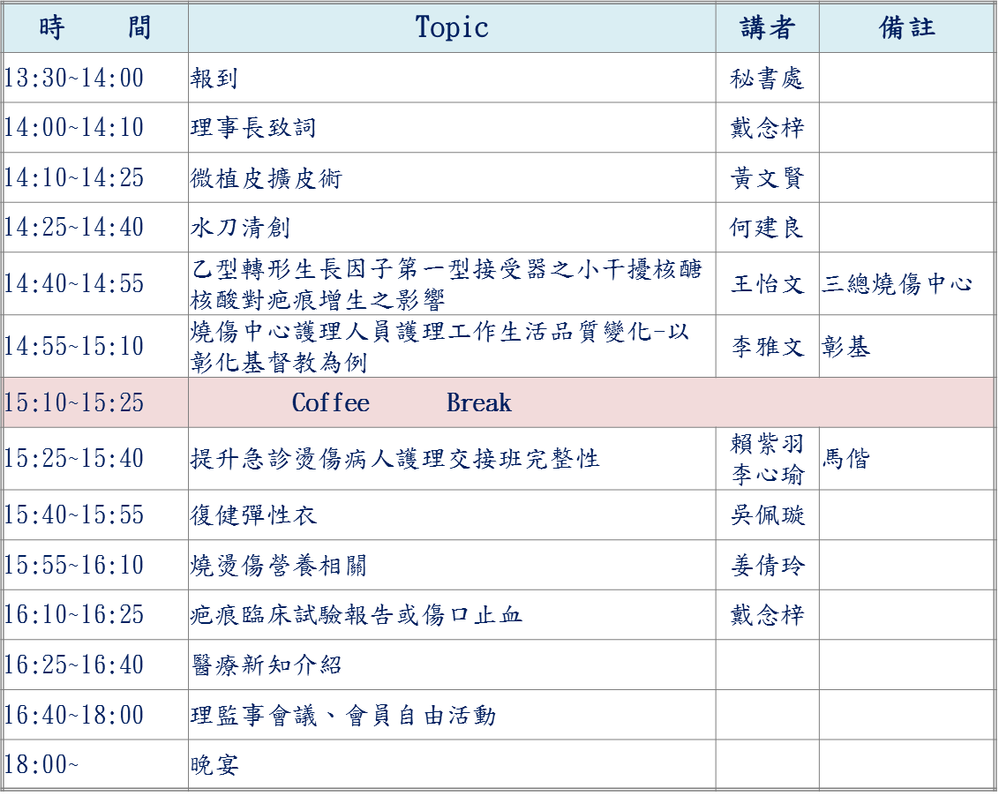 時 間 Topic 講者 備註
13:30~14:00 報到 秘書處
14:00~14:10 理事長致詞 戴念梓
14:10~14:25 微植皮擴皮術 黃文賢
14:25~14:40 水刀清創 何建良
14:40~14:55 乙型轉形生長因子第一型接受器之小干擾核醣
核酸對疤痕增生之影響 王怡文 三總燒傷中心
14:55~15:10 燒傷中心護理人員護理工作生活品質變化-以
彰化基督教為例 李雅文 彰基
15:10~15:25 Coffee Break
15:25~15:40 提升急診燙傷病人護理交接班完整性 賴紫羽
李心瑜 馬偕
15:40~15:55 復健彈性衣 吳佩璇
15:55~16:10 燒燙傷營養相關 姜倩玲
16:10~16:25 疤痕臨床試驗報告或傷口止血 戴念梓
16:25~16:40 醫療新知介紹
16:40~18:00 理監事會議、會員自由活動
18:00~ 晚宴